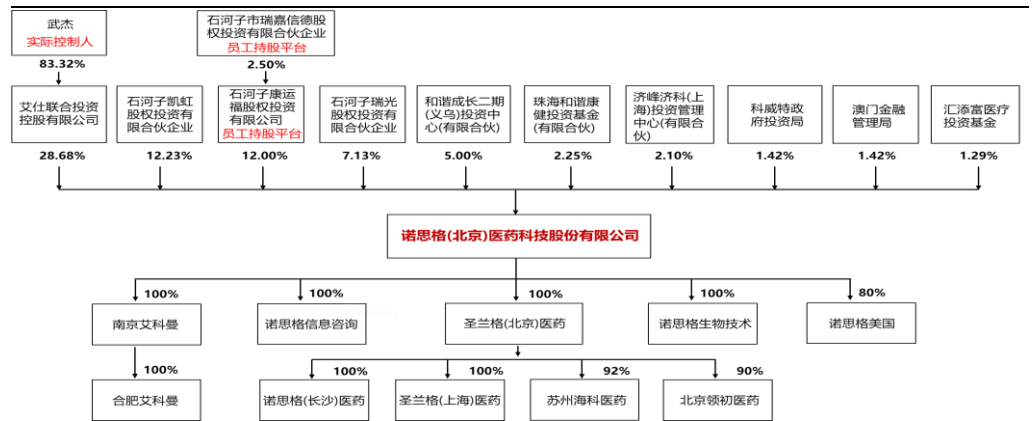 武杰
实际控制人
石河子市瑞嘉信德股
权投资有限合伙企业
员工持股平台
83.32%
2.50%
艾仕联合投资
控股有限公司
石河子凯虹
股权投资有
限合伙企业
石河子康运
福股权投资
有限公司
员工持股平台
石河子瑞光
股权投资有
限合伙企业
和谐成长二期
(义乌)投资中
心(有限合伙)
珠海和谐康
健投资基金
(有限合伙)
济峰济科(上
海)投资管理
中心(有限合
伙)
科威特政
府投资局
澳门金融
管理局
汇添富医疗
投资基金
28.68%
12.23%
12.00%
7.13%
5.00%
2.25%
2.10%
1.42%
1.42%
1.29%
诺思格(北京)医药科技股份有限公司
100%
100%
100%
100%
80%
南京艾科曼
诺思格信息咨询
圣兰格(北京)医药
诺思格生物技术
诺思格美国
100%
100%
100%
92%
90%
合肥艾科曼
诺思格(长沙)医药
圣兰格(上海)医药
苏州海科医药
北京领初医药